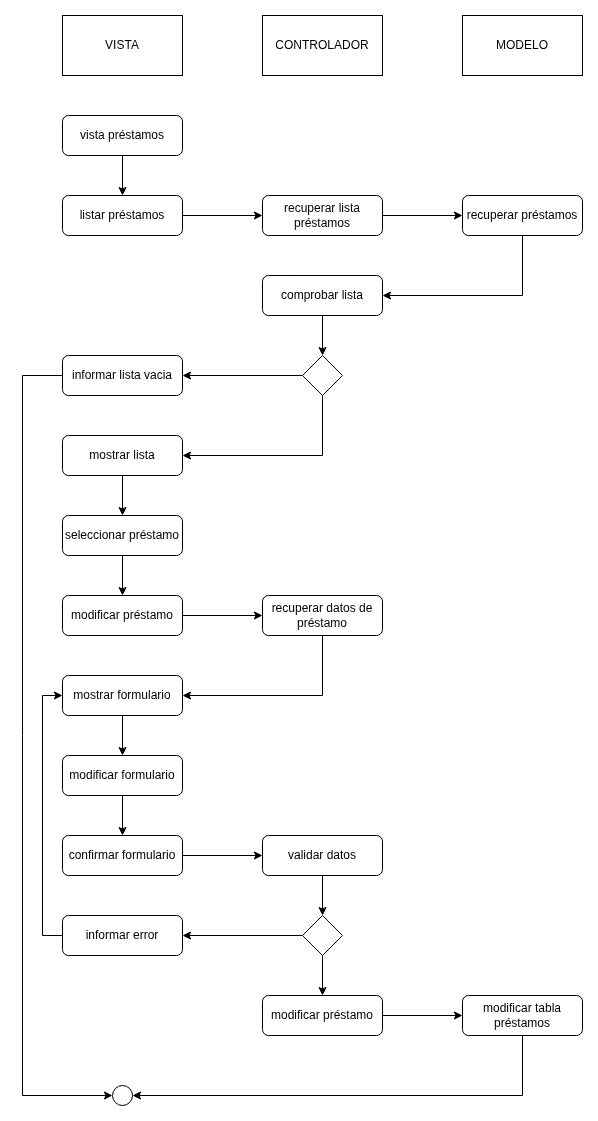 VISTA
CONTROLADOR
MODELO
vista préstamos
listar préstamos
recuperar lista
préstamos
recuperar préstamos
comprobar lista
informar lista vacia
mostrar lista
seleccionar préstamo
modificar préstamo
recuperar datos de
préstamo
mostrar formulario
modificar formulario
confirmar formulario
validar datos
informar error
modificar préstamo
modificar tabla
préstamos